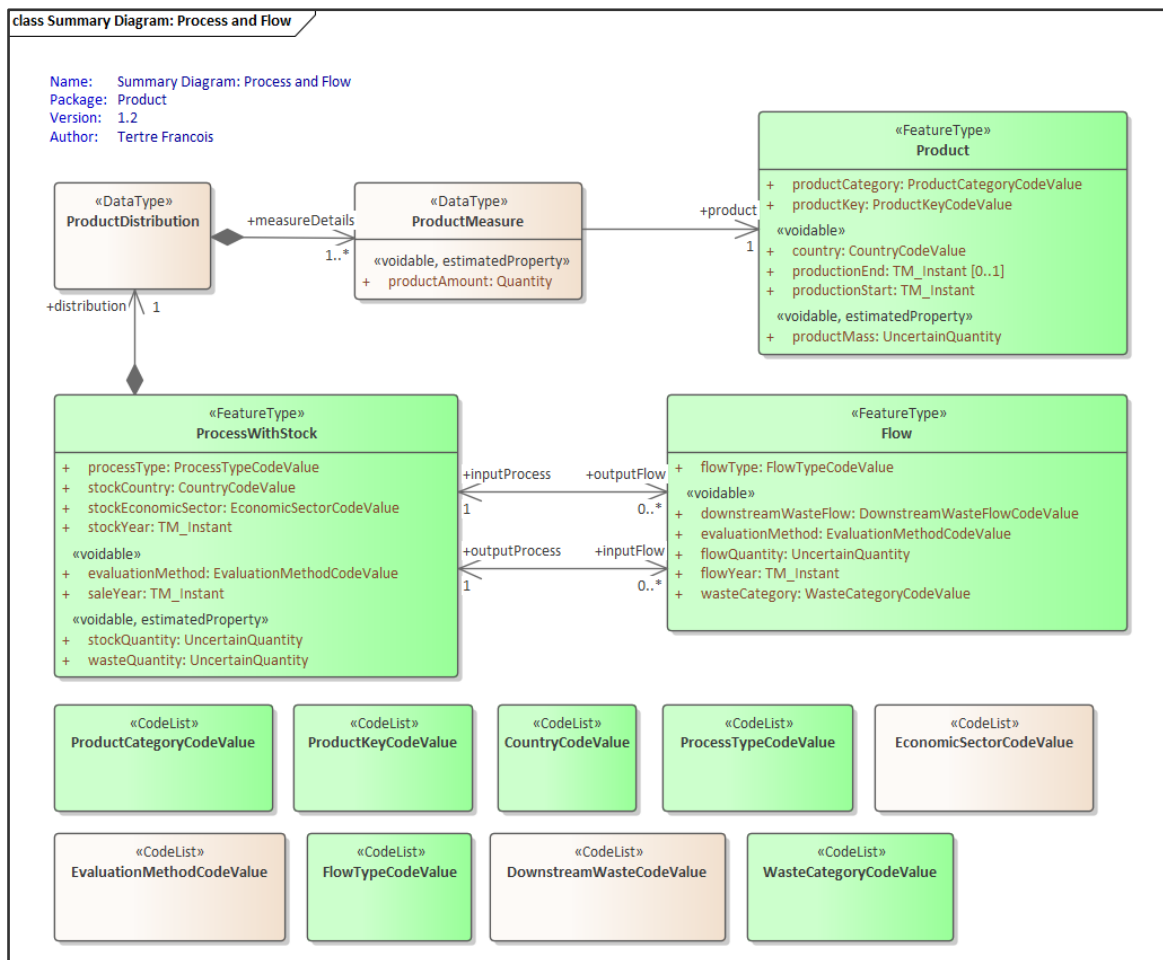 class Summary Diagram: Process and Flow
Name: Summary Diagram: Process and Flow
Package: Product
Version: 1.2
Author: Tertre Francois
«FeatureType»
Product
+ productCategory: ProductCategoryCodeValue
+ productKey: ProductKeyCodeValue
«voidable»
+ country: CountryCodeValue
+ productionEnd: TM_Instant [0..1]
+ productionStart: TM_Instant
«voidable, estimatedProperty»
+ productMass: UncertainQuantity
«DataType»
ProductDistribution
+measureDetails
1..*
«DataType»
ProductMeasure
«voidable, estimatedProperty»
+ productAmount: Quantity
+product
1
+distribution
1
«FeatureType»
ProcessWithStock
+ processType: ProcessTypeCodeValue
+ stockCountry: CountryCodeValue
+ stockEconomicSector: EconomicSectorCodeValue
+ stockYear: TM_Instant
«voidable»
+ evaluationMethod: EvaluationMethodCodeValue
+ saleYear: TM_Instant
«voidable, estimatedProperty»
+ stockQuantity: UncertainQuantity
+ wasteQuantity: UncertainQuantity
+inputProcess +outputFlow
1 0..*
+outputProcess +inputFlow
1 0..*
«FeatureType»
Flow
+ flowType: FlowTypeCodeValue
«voidable»
+ downstreamWasteFlow: DownstreamWasteFlowCodeValue
+ evaluationMethod: EvaluationMethodCodeValue
+ flowQuantity: UncertainQuantity
+ flowYear: TM_Instant
+ wasteCategory: WasteCategoryCodeValue
«CodeList»
ProductCategoryCodeValue
«CodeList»
ProductKeyCodeValue
«CodeList»
CountryCodeValue
«CodeList»
ProcessTypeCodeValue
«CodeList»
EconomicSectorCodeValue
«CodeList»
EvaluationMethodCodeValue
«CodeList»
FlowTypeCodeValue
«CodeList»
DownstreamWasteCodeValue
«CodeList»
WasteCategoryCodeValue